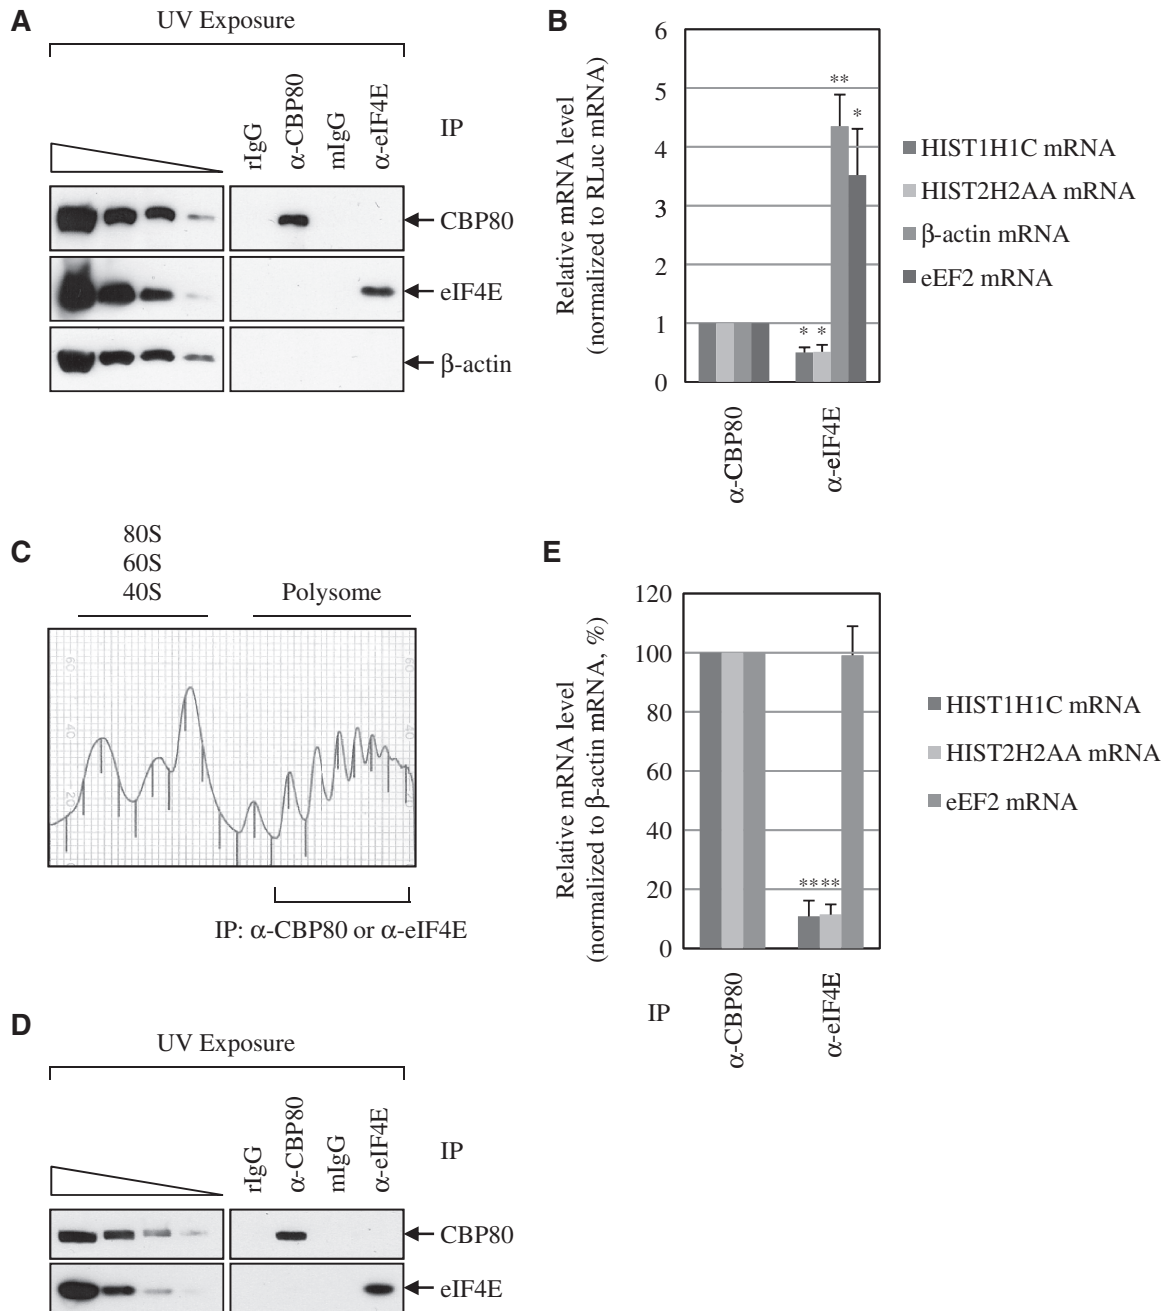 A
UV Exposure
rIgG
α-CBP80
mIgG
α-eIF4E
IP
CBP80
eIF4E
β-actin
B
Relative mRNA level
(normalized to RLuc mRNA)
6
5
4
3
2
1
0
**
*
*
*
α-CBP80
α-eIF4E
HIST1H1C mRNA
HIST2H2AA mRNA
β-actin mRNA
eEF2 mRNA
C
80S
60S
40S
Polysome
60
40
20
IP: α-CBP80 or α-eIF4E
E
Relative mRNA level
(normalized to β-actin mRNA, %)
120
100
80
60
40
20
0
****
IP
α-CBP80
α-eIF4E
HIST1H1C mRNA
HIST2H2AA mRNA
eEF2 mRNA
D
UV Exposure
rIgG
α-CBP80
mIgG
α-eIF4E
IP
CBP80
eIF4E